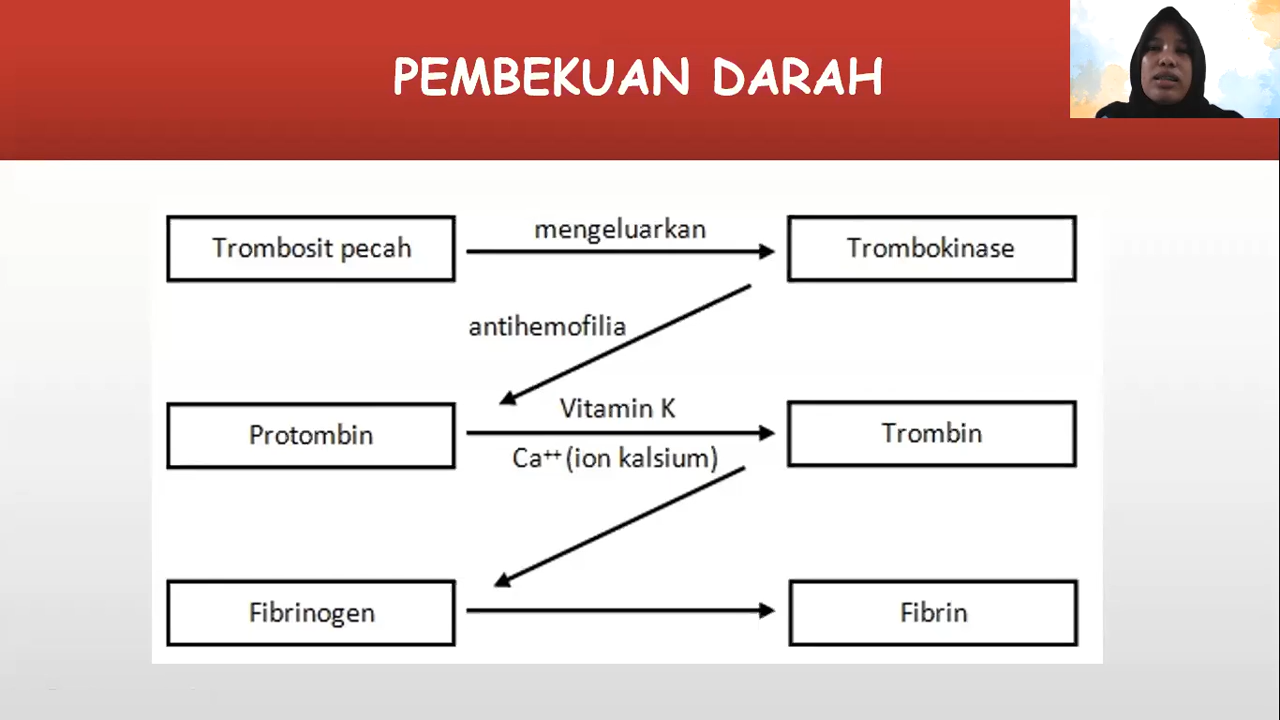 PEMBEKUAN DARAH
Trombosit pecah
mengeluarkan
Trombokinase
antihemofilia
Protombin
Vitamin K
Ca⁺⁺ (ion kalsium)
Trombin
Fibrinogen
Fibrin